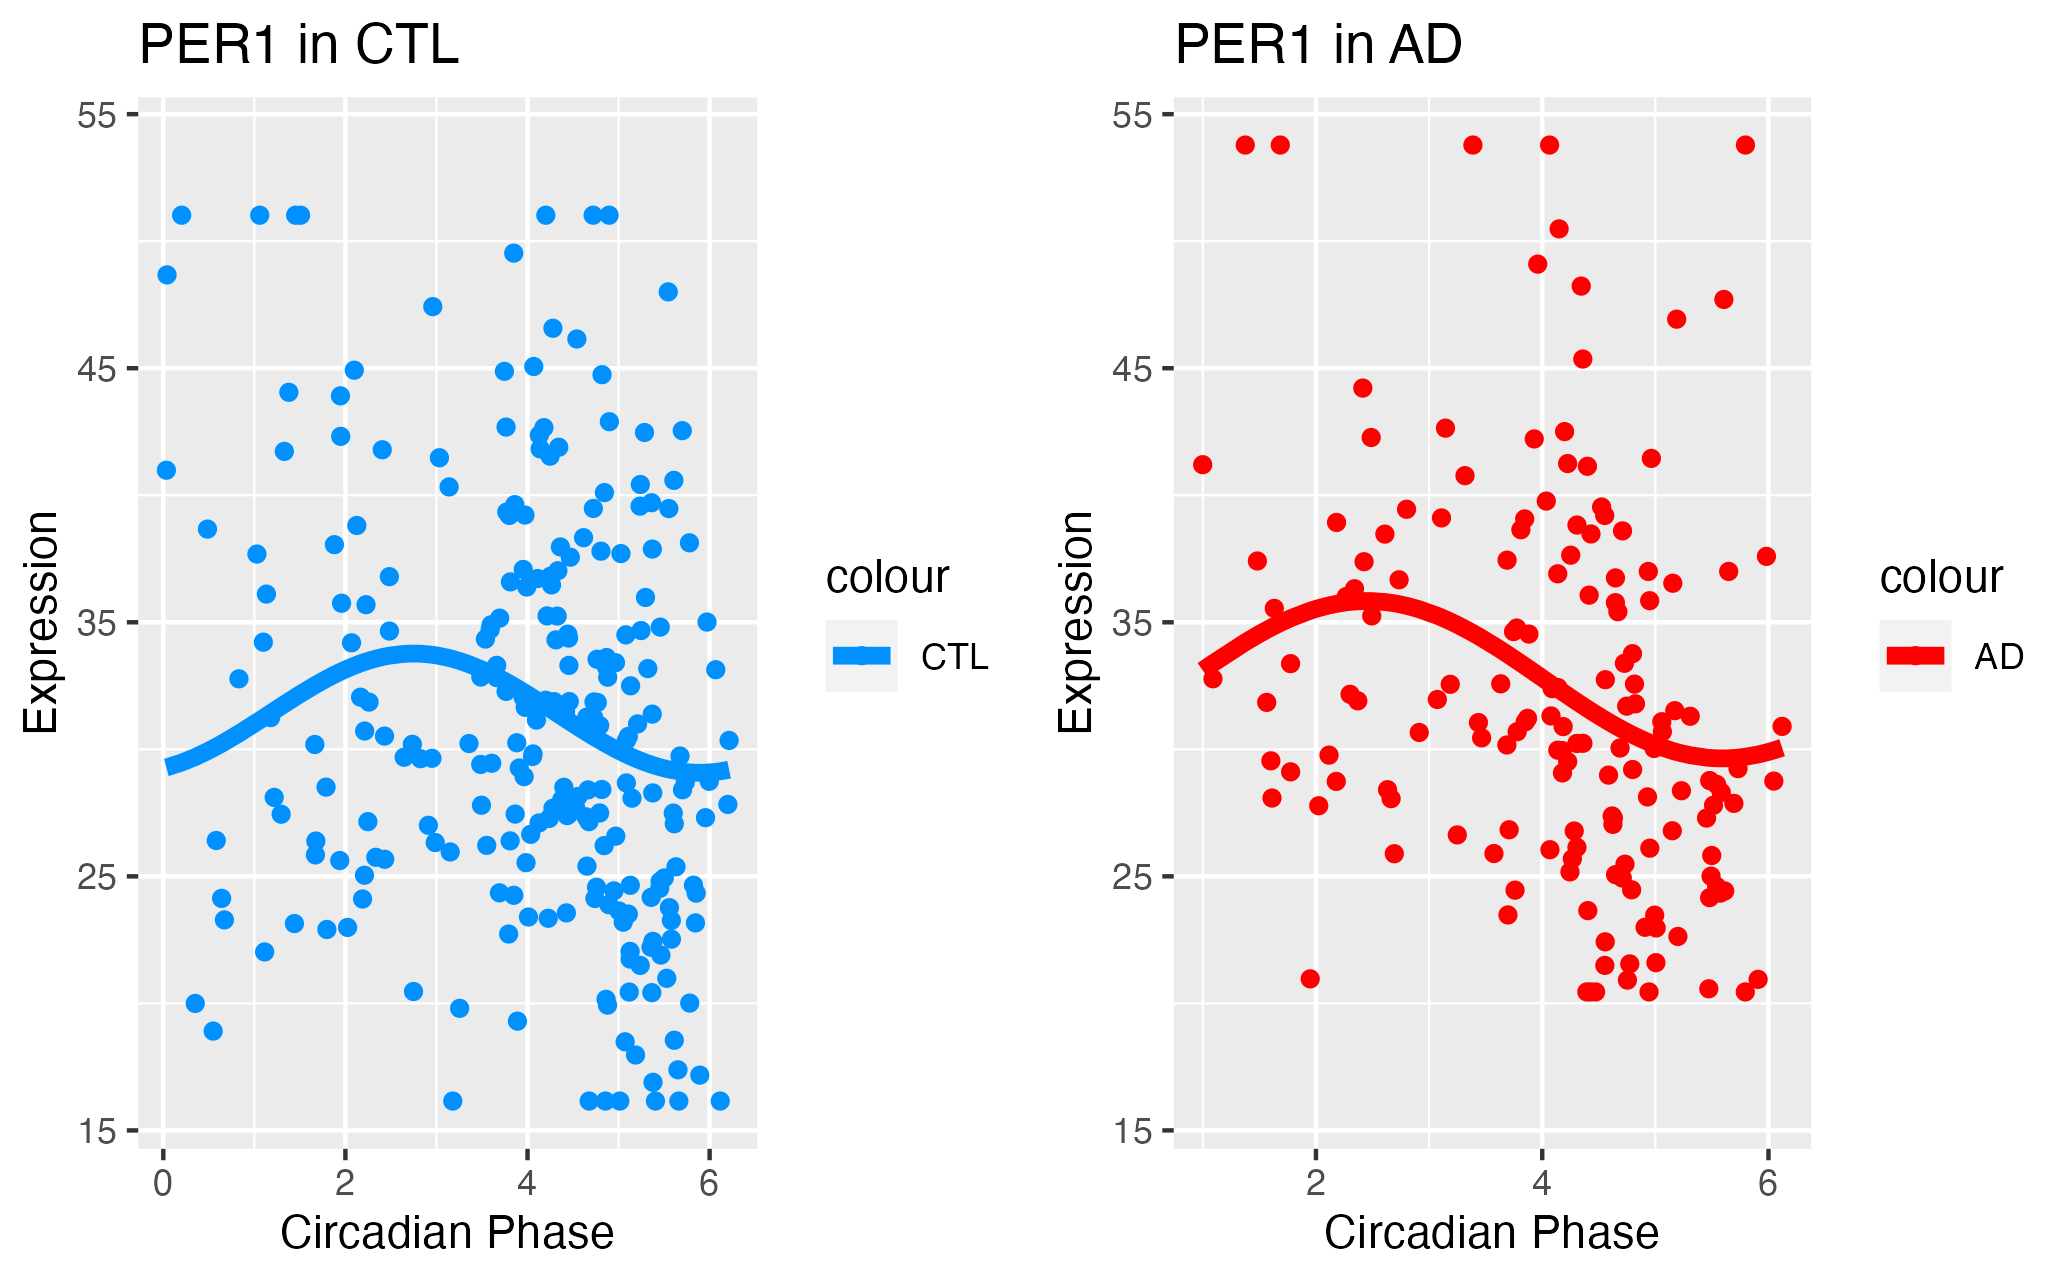 PER1 in CTL
55
45
35
25
15
Expression
0 2 4 6
Circadian Phase
colour
CTL
PER1 in AD
55
45
35
25
15
Expression
2 4 6
Circadian Phase
colour
AD